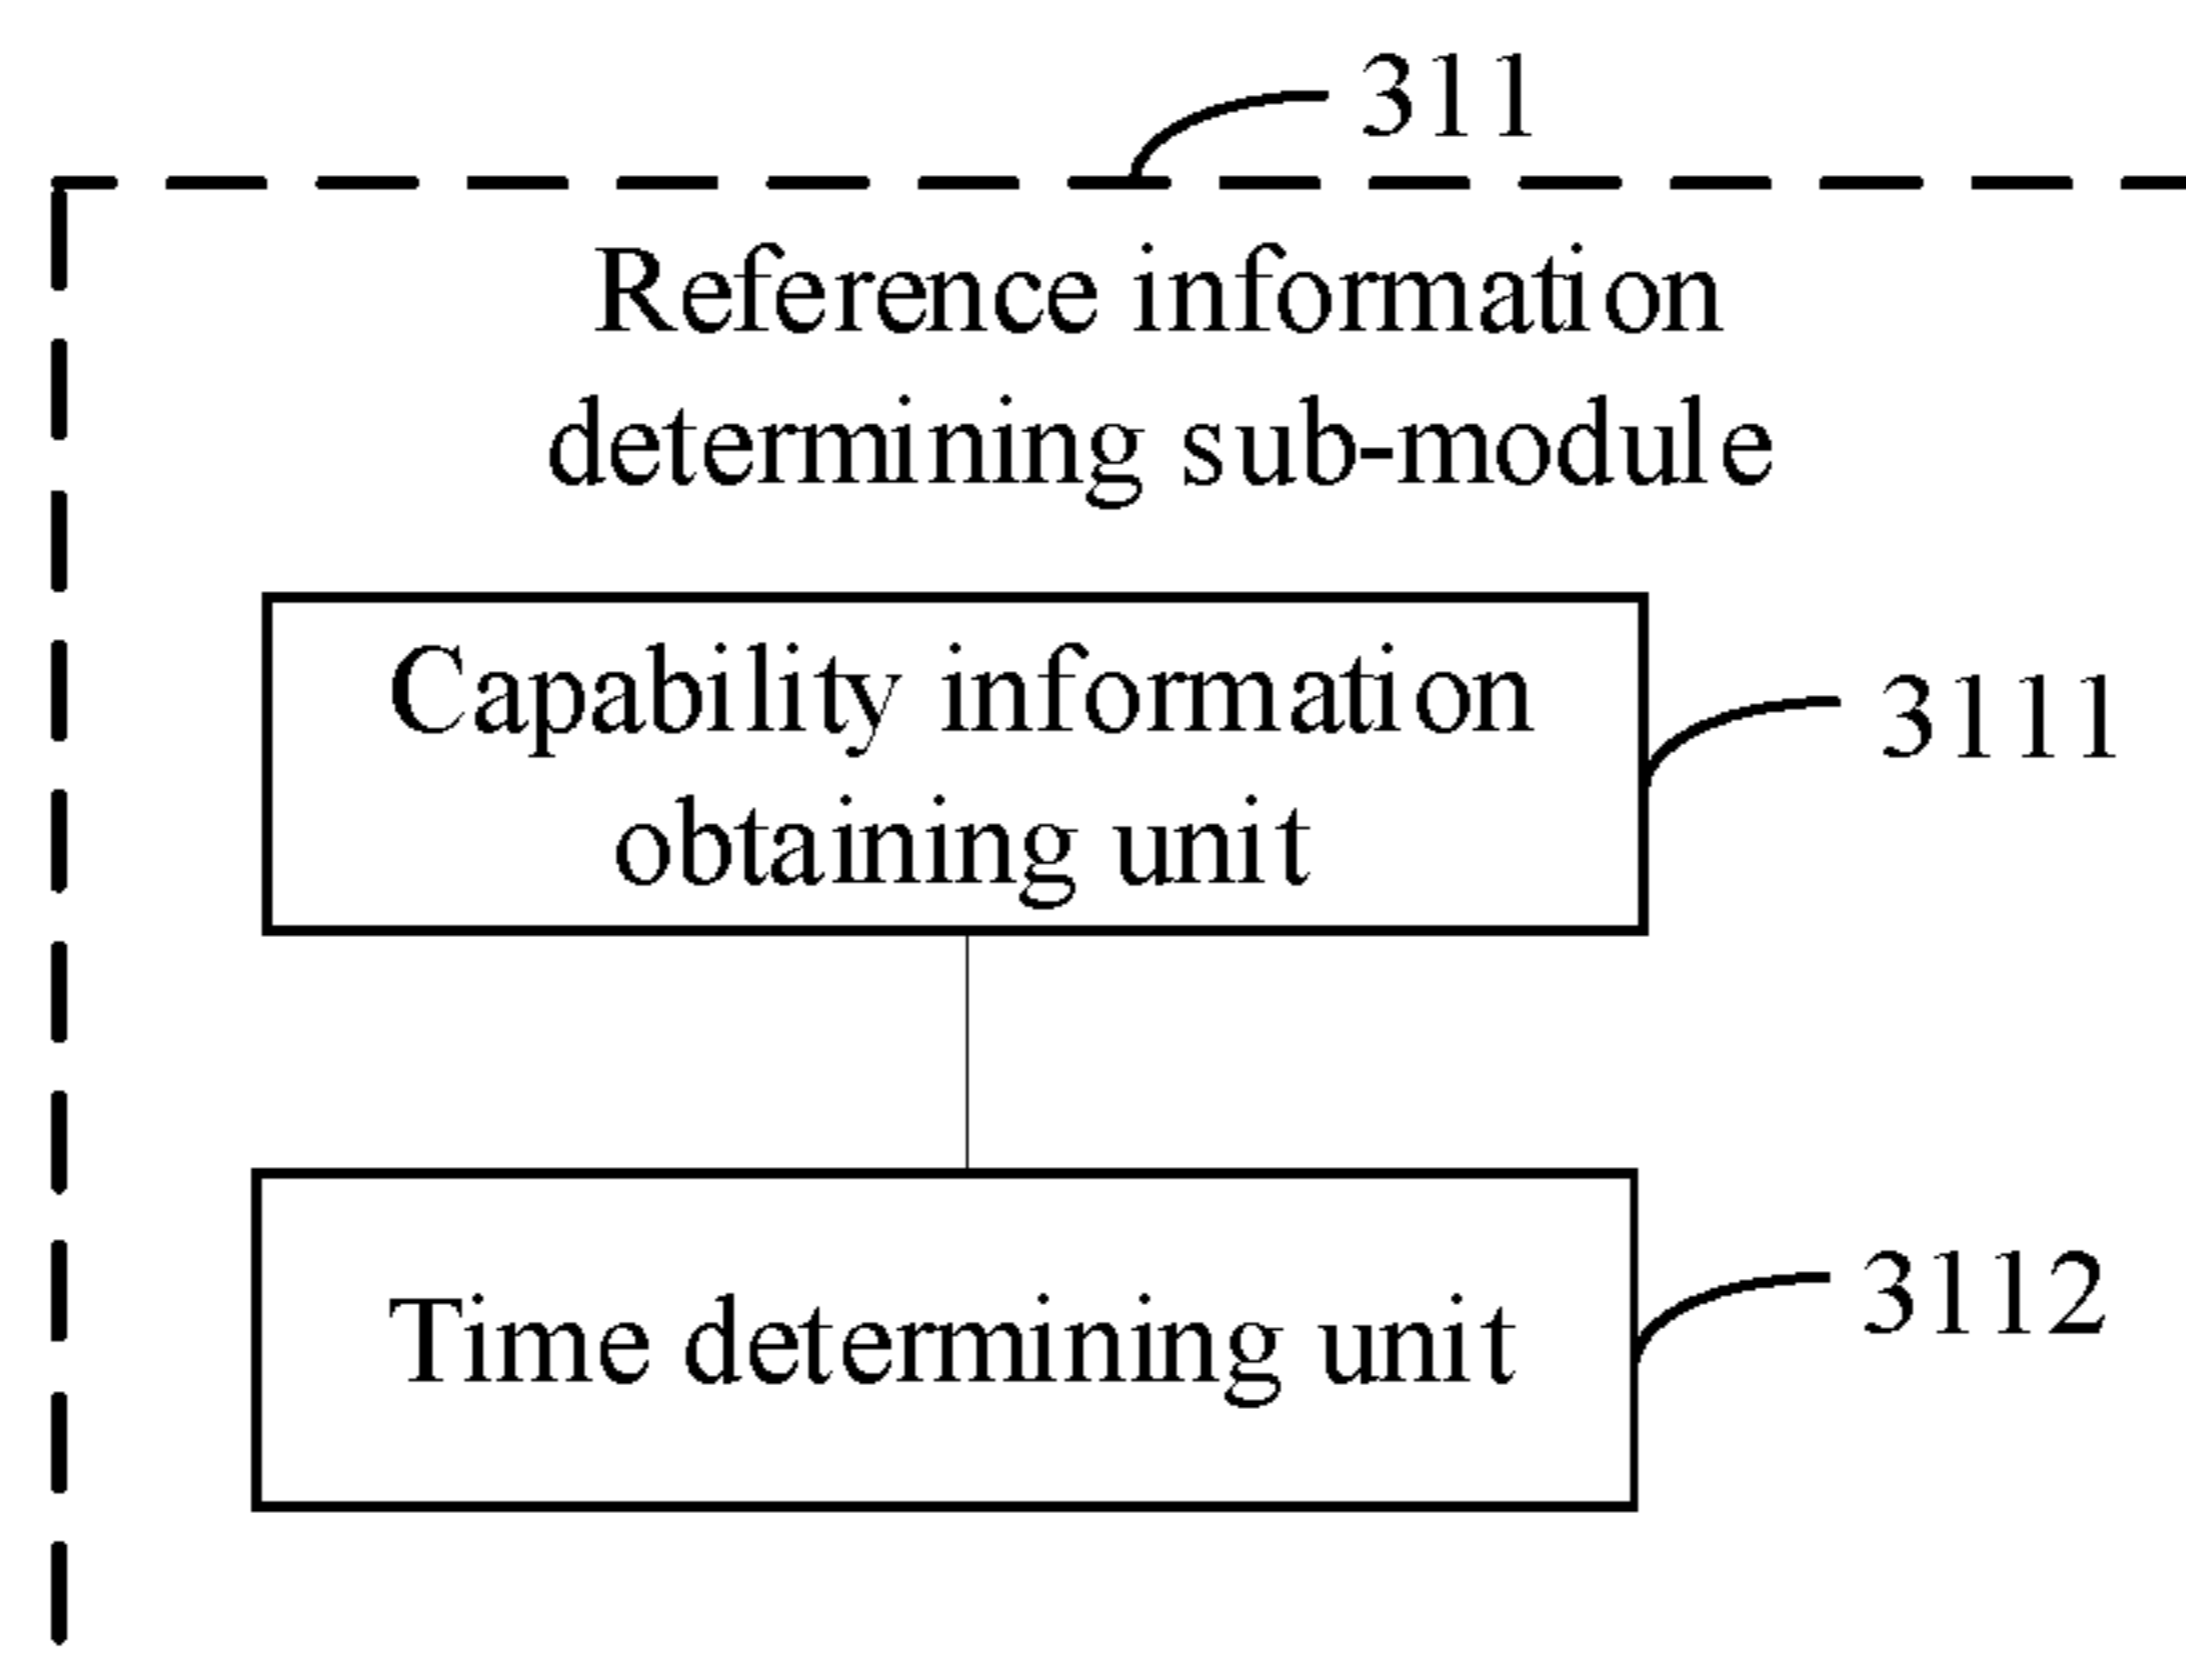 311
Reference information
determining sub-module
Capability information
obtaining unit
3111
Time determining unit
3112